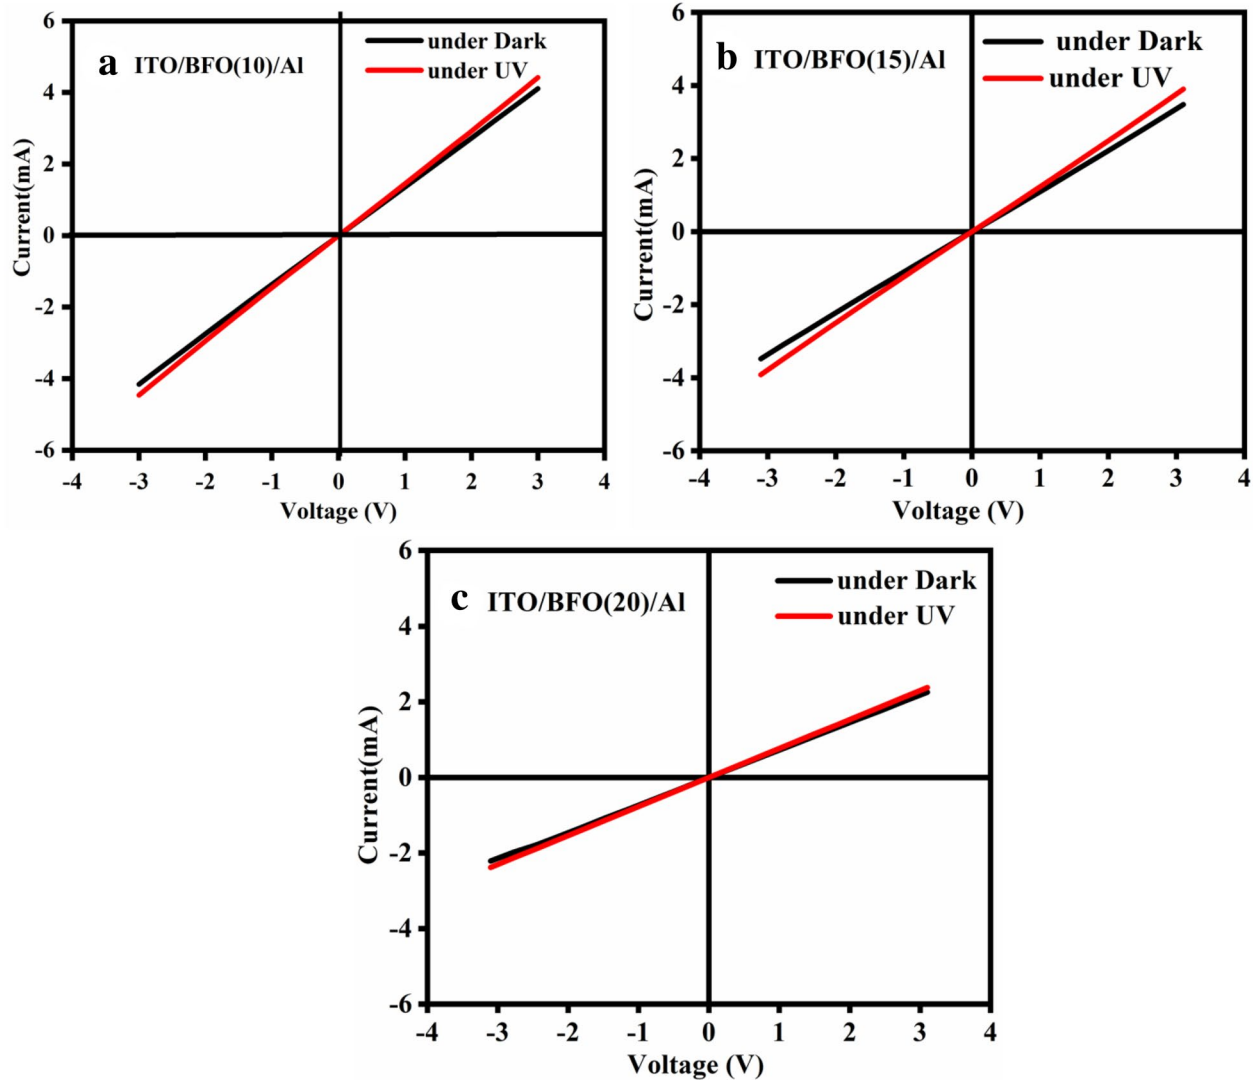 a ITO/BFO(10)/Al
under Dark
under UV
Current(mA)
6
4
2
0
-2
-4
-6
-4 -3 -2 -1 0 1 2 3 4
Voltage (V)
b ITO/BFO(15)/Al
under Dark
under UV
Current(mA)
6
4
2
0
-2
-4
-6
-4 -3 -2 -1 0 1 2 3 4
Voltage (V)
c ITO/BFO(20)/Al
under Dark
under UV
Current(mA)
6
4
2
0
-2
-4
-6
-4 -3 -2 -1 0 1 2 3 4
Voltage (V)